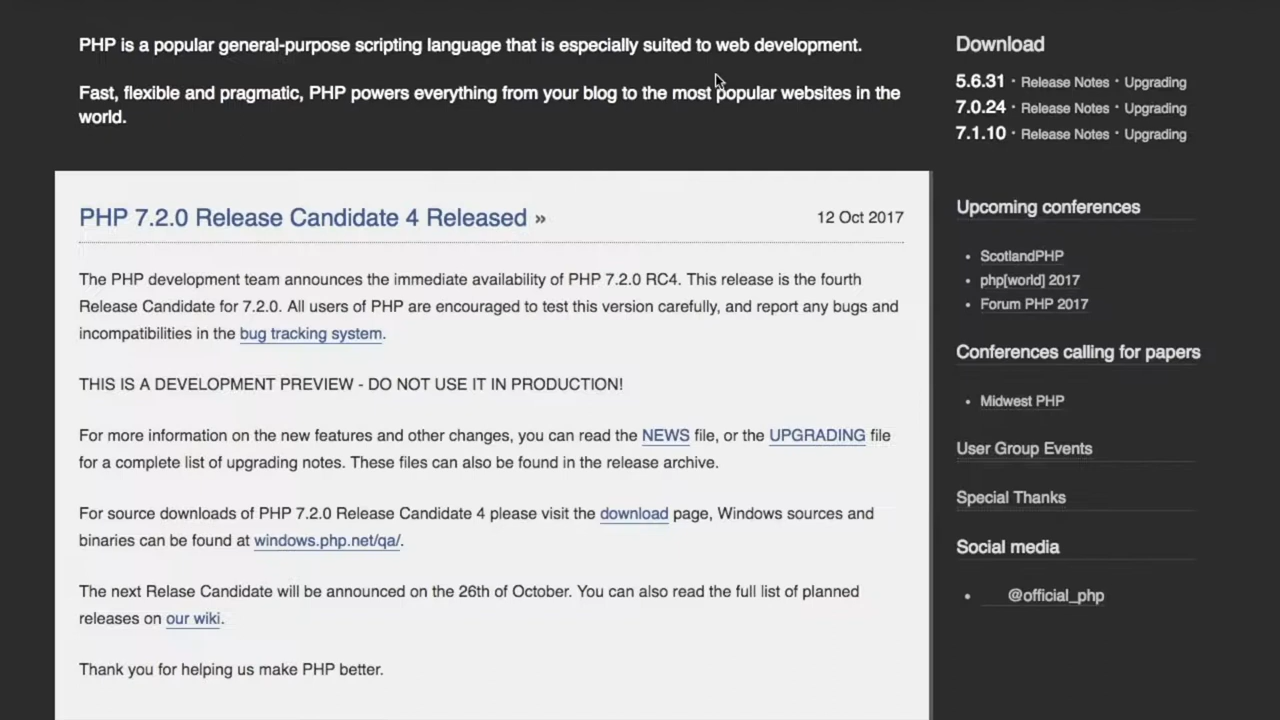 PHP is a popular general-purpose scripting language that is especially suited to web development.
Fast, flexible and pragmatic, PHP powers everything from your blog to the most popular websites in the
world.
PHP 7.2.0 Release Candidate 4 Released »
12 Oct 2017
The PHP development team announces the immediate availability of PHP 7.2.0 RC4. This release is the fourth
Release Candidate for 7.2.0. All users of PHP are encouraged to test this version carefully, and report any bugs and
incompatibilities in the bug tracking system.
THIS IS A DEVELOPMENT PREVIEW - DO NOT USE IT IN PRODUCTION!
For more information on the new features and other changes, you can read the NEWS file, or the UPGRADING file
for a complete list of upgrading notes. These files can also be found in the release archive.
For source downloads of PHP 7.2.0 Release Candidate 4 please visit the download page, Windows sources and
binaries can be found at windows.php.net/qa/.
The next Relase Candidate will be announced on the 26th of October. You can also read the full list of planned
releases on our wiki.
Thank you for helping us make PHP better.
Download
5.6.31 · Release Notes · Upgrading
7.0.24 · Release Notes · Upgrading
7.1.10 · Release Notes · Upgrading
Upcoming conferences
• ScotlandPHP
• php[world] 2017
• Forum PHP 2017
Conferences calling for papers
• Midwest PHP
User Group Events
Special Thanks
Social media
• @official_php